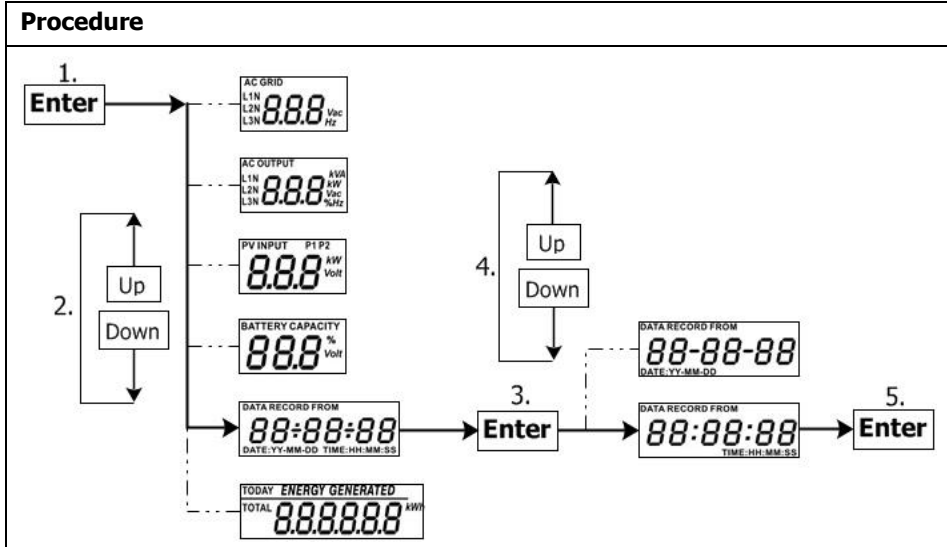 Procedure
1.
Enter
AC GRID
L1N
L2N
L3N
8.8.8
Vac
Hz
AC OUTPUT
L1N
L2N
L3N
8.8.8
kVA
kW
Vac
%Hz
2.
Up
Down
PV INPUT P1 P2
8.8.8
kW
Volt
BATTERY CAPACITY
88.8
%
Volt
DATA RECORD FROM
88÷88÷88
DATE:YY-MM-DD TIME:HH:MM:SS
TODAY ENERGY GENERATED
TOTAL 8.8.8.8.8.8 kWh
3.
Enter
4.
Up
Down
DATA RECORD FROM
88-88-88
DATE:YY-MM-DD
DATA RECORD FROM
88:88:88
TIME:HH:MM:SS
5.
Enter